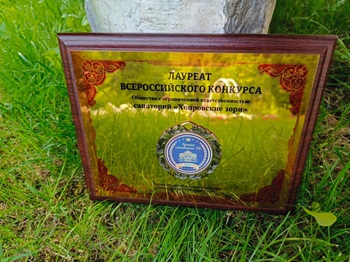 ЛАУРЕАТ
ВСЕРОССИЙСКОГО КОНКУРСА
Общество с ограниченной ответственностью
санаторий «Хопровские зори»